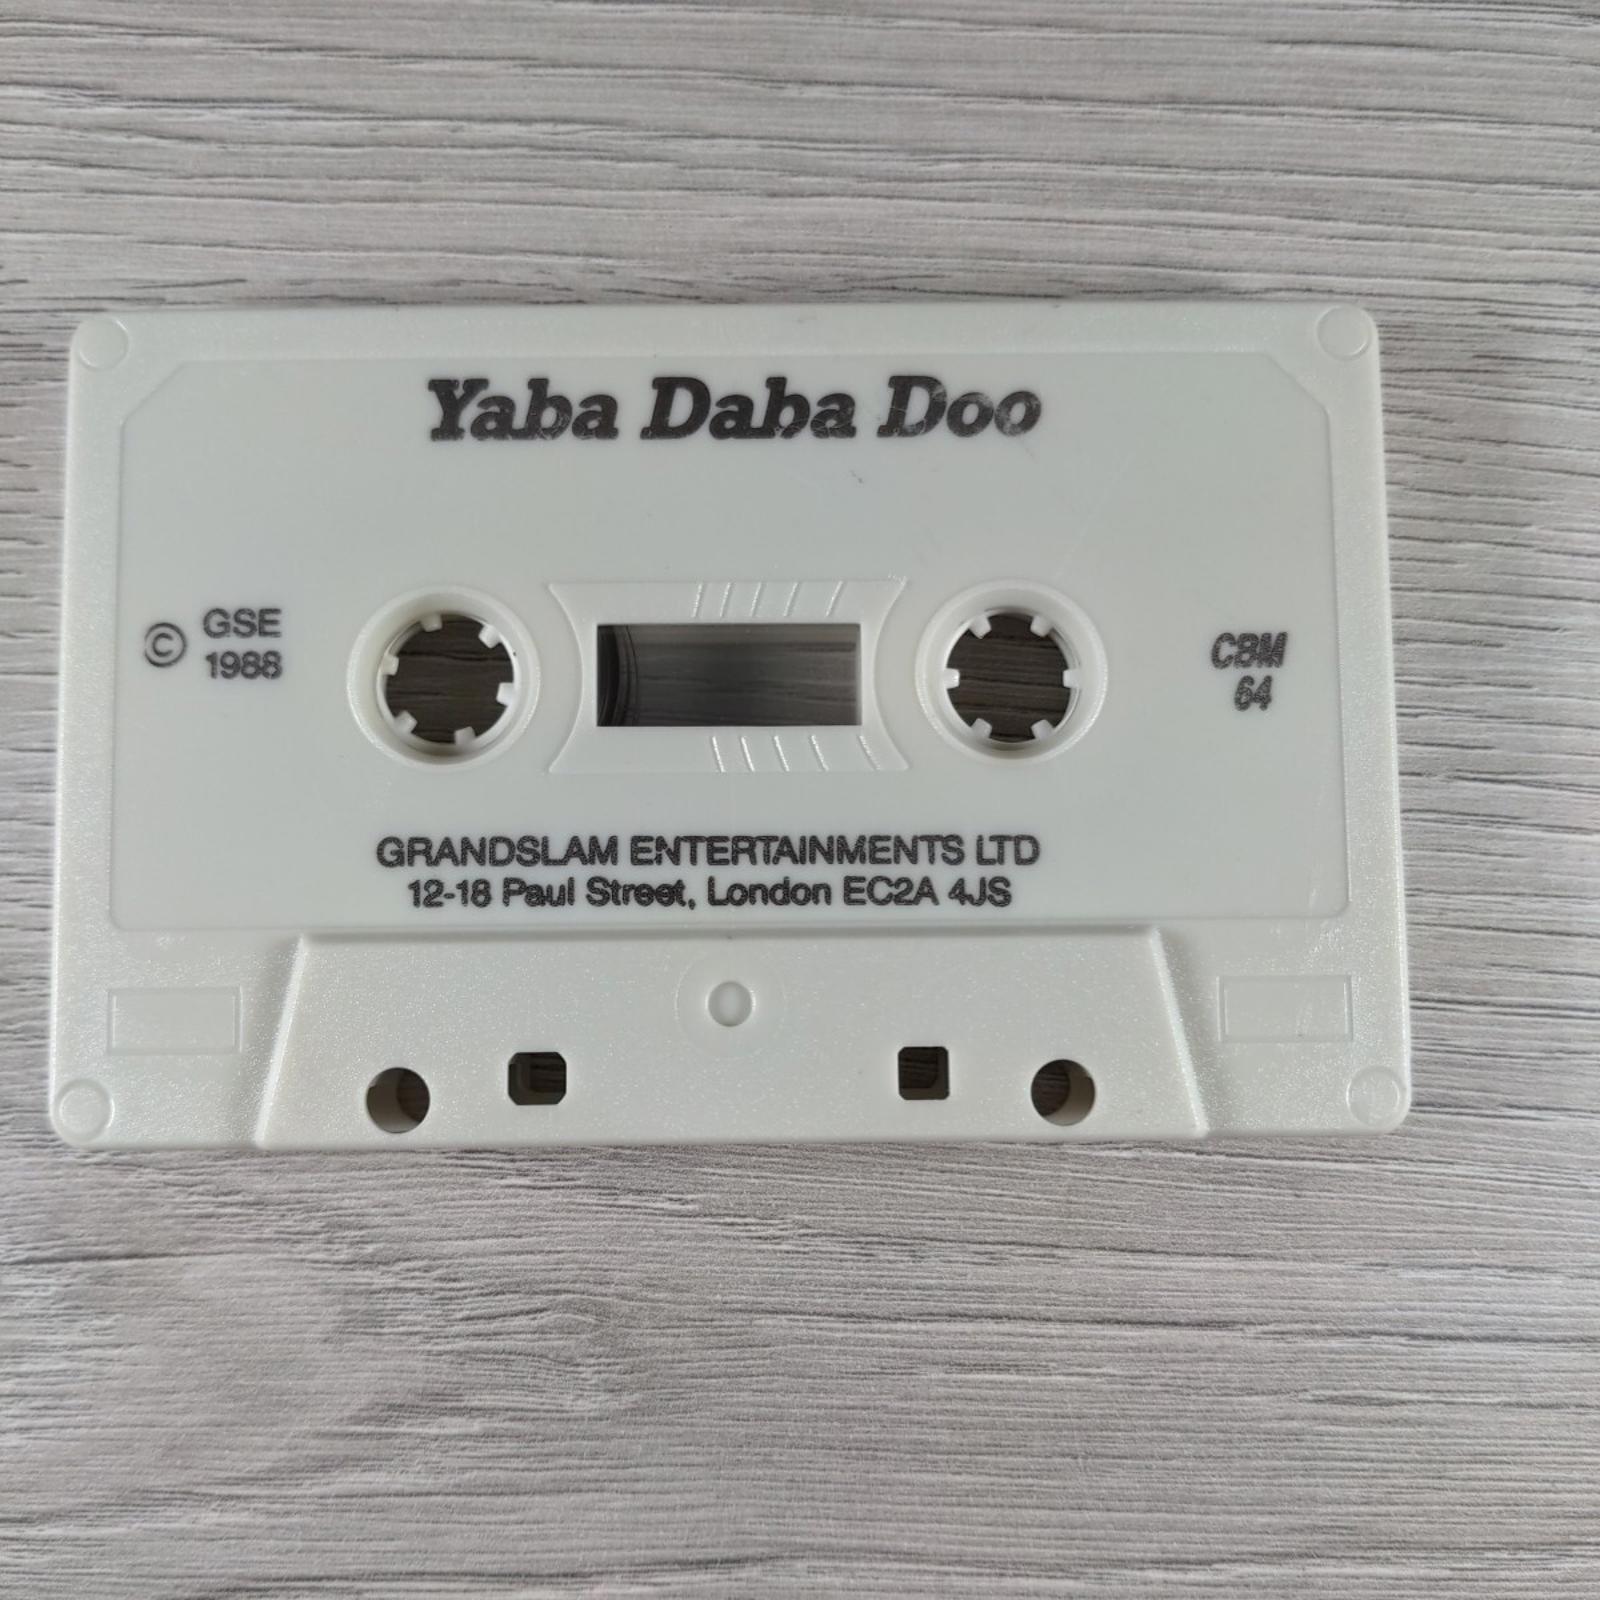 Yaba Daba Doo
© GSE
1988
CBM
64
GRANDSLAM ENTERTAINMENTS LTD
12-18 Paul Street, London EC2A 4JS